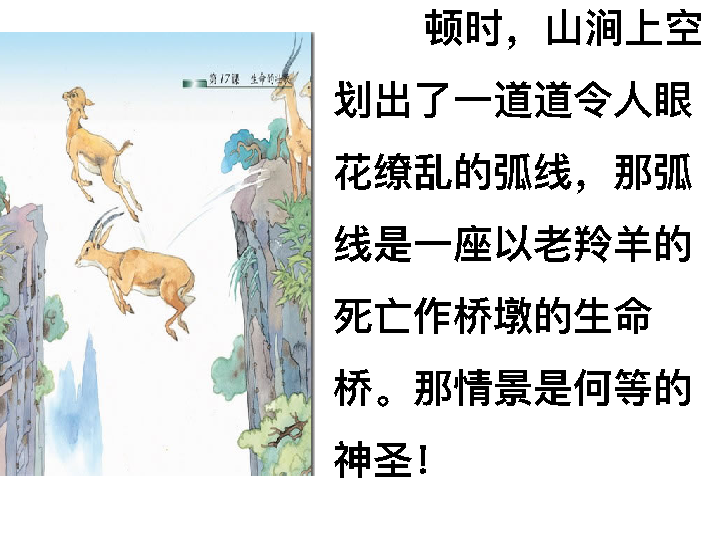 第17课 生命的壮歌
顿时，山涧上空
划出了一道道令人眼
花缭乱的弧线，那弧
线是一座以老羚羊的
死亡作桥墩的生命
桥。那情景是何等的
神圣！